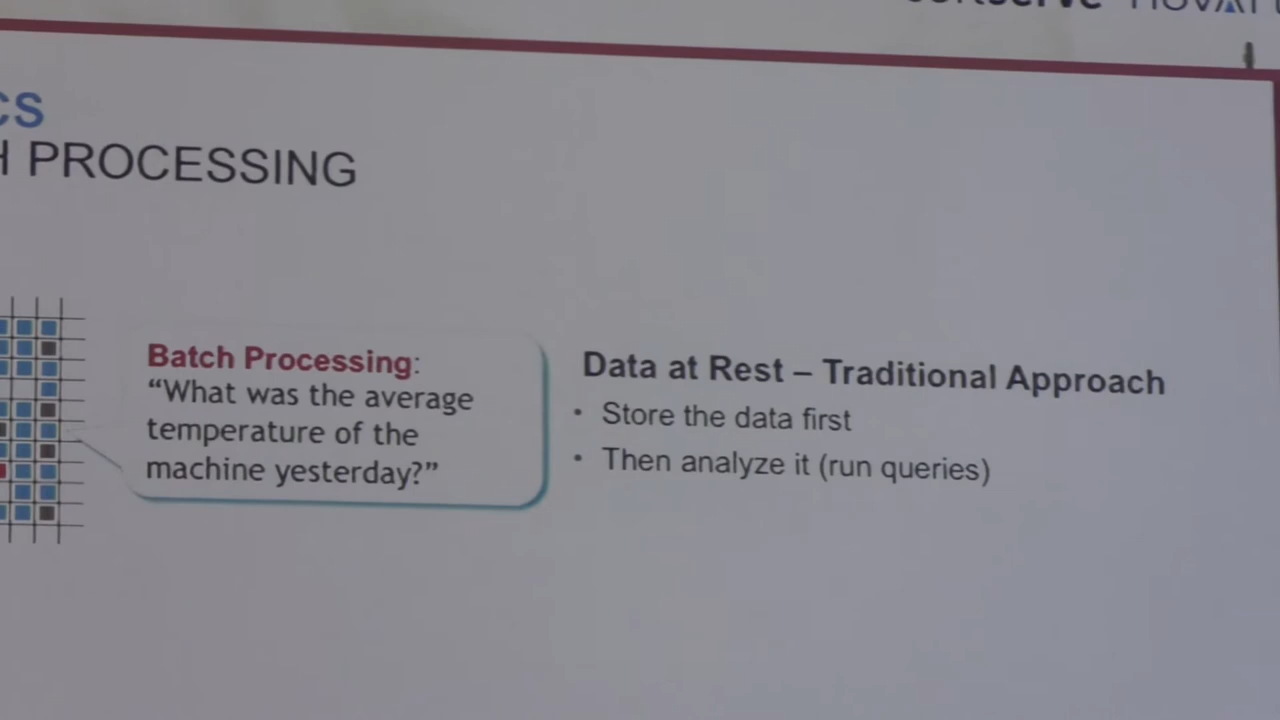 PROCESSING
Batch Processing:
“What was the average
temperature of the
machine yesterday?”
Data at Rest – Traditional Approach
• Store the data first
• Then analyze it (run queries)